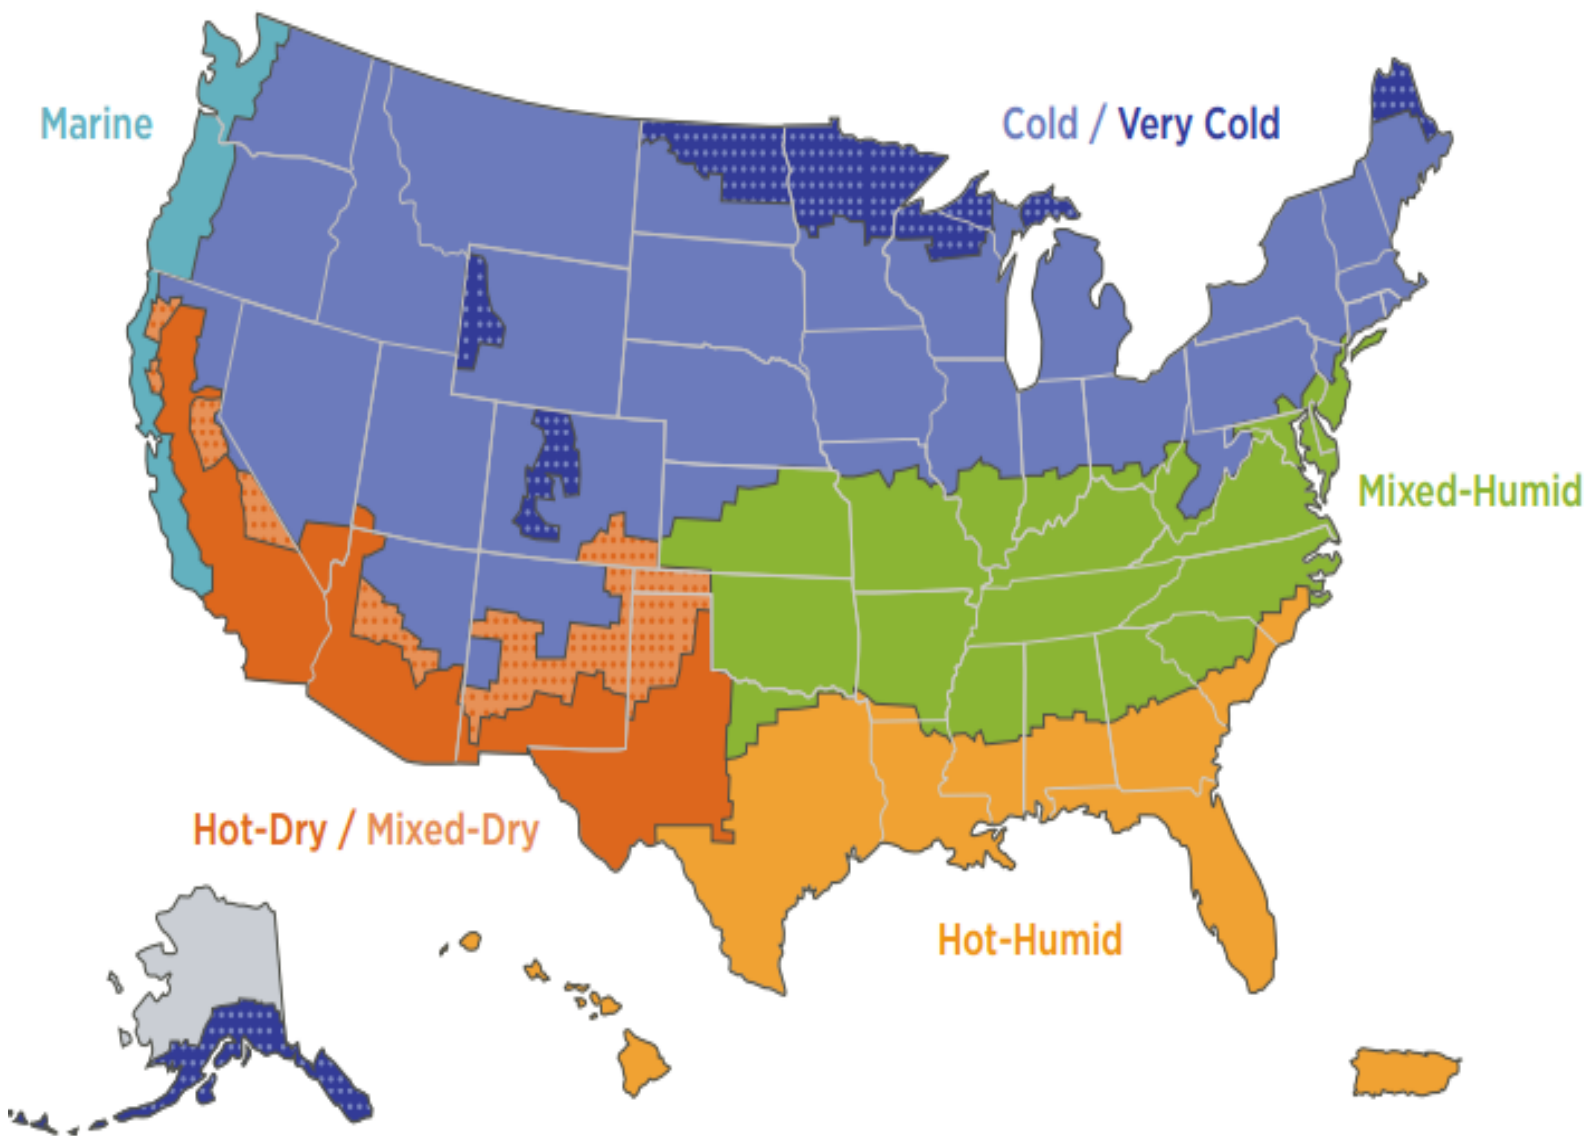 Marine
Cold / Very Cold
Mixed-Humid
Hot-Dry / Mixed-Dry
Hot-Humid